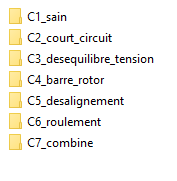 C1_sain
C2_court_circuit
C3_desequilibre_tension
C4_barre_rotor
C5_desalignement
C6_roulement
C7_combine